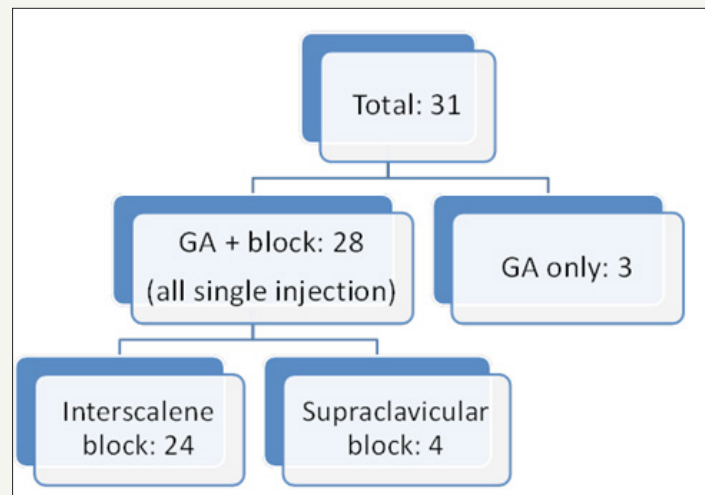 Total: 31
GA + block: 28
(all single injection)
GA only: 3
Interscalene
block: 24
Supraclavicular
block: 4